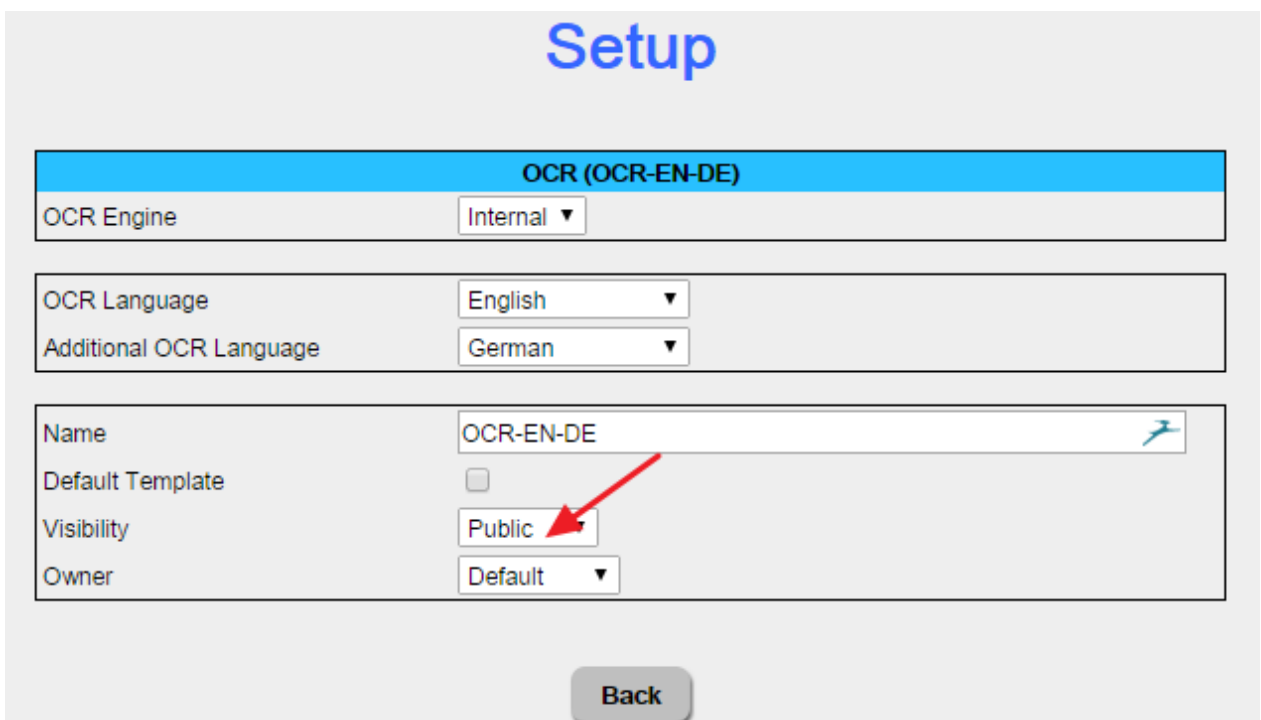 Setup
OCR (OCR-EN-DE)
OCR Engine Internal
OCR Language English
Additional OCR Language German
Name OCR-EN-DE
Default Template
Visibility Public
Owner Default
Back